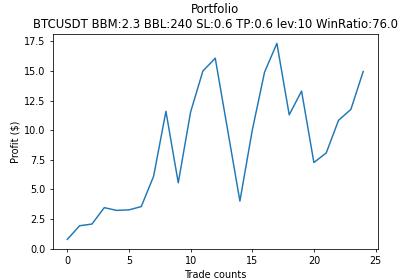 Portfolio
BTCUSDT BBM:2.3 BBL:240 SL:0.6 TP:0.6 lev:10 WinRatio:76.0
17.5
15.0
12.5
10.0
7.5
5.0
2.5
0.0
Profit ($)
0 5 10 15 20 25
Trade counts